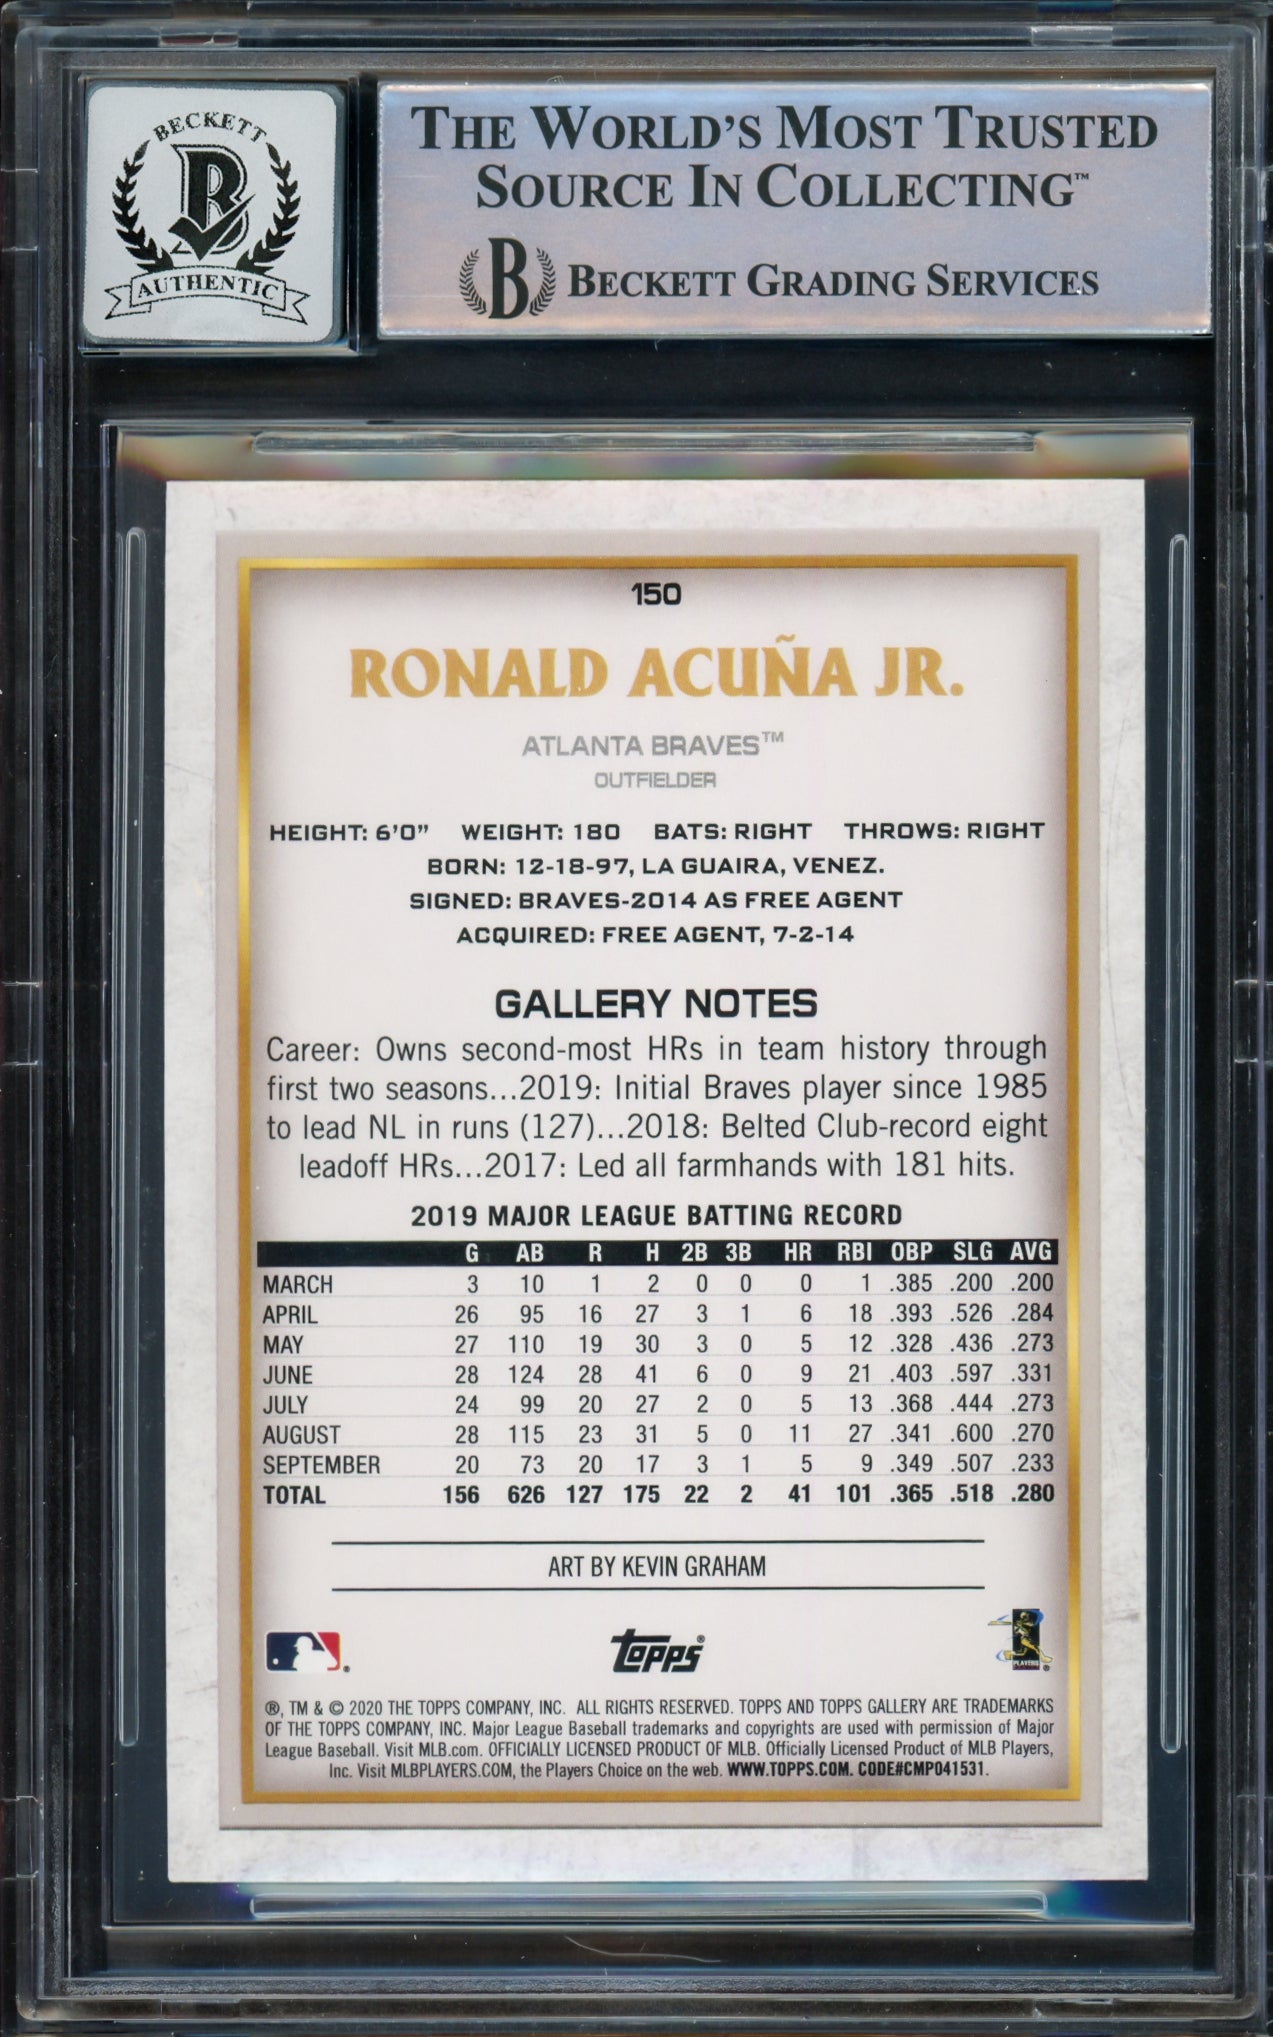 BECKETT
AUTHENTIC
THE WORLD'S MOST TRUSTED
SOURCE IN COLLECTING™
B BECKETT GRADING SERVICES
150
RONALD ACUÑA JR.
ATLANTA BRAVES™
OUTFIELDER
HEIGHT: 6'0" WEIGHT: 180 BATS: RIGHT THROWS: RIGHT
BORN: 12-18-97, LA GUAIRA, VENEZ.
SIGNED: BRAVES-2014 AS FREE AGENT
ACQUIRED: FREE AGENT, 7-2-14
GALLERY NOTES
Career: Owns second-most HRs in team history through
first two seasons...2019: Initial Braves player since 1985
to lead NL in runs (127)...2018: Belted Club-record eight
leadoff HRs...2017: Led all farmhands with 181 hits.
2019 MAJOR LEAGUE BATTING RECORD
G AB R H 2B 3B HR RBI OBP SLG AVG
MARCH 3 10 1 2 0 0 0 1 .385 .200 .200
APRIL 26 95 16 27 3 1 6 18 .393 .526 .284
MAY 27 110 19 30 3 0 5 12 .328 .436 .273
JUNE 28 124 28 41 6 0 9 21 .403 .597 .331
JULY 24 99 20 27 2 0 5 13 .368 .444 .273
AUGUST 28 115 23 31 5 0 11 27 .341 .600 .270
SEPTEMBER 20 73 20 17 3 1 5 9 .349 .507 .233
TOTAL 156 626 127 175 22 2 41 101 .365 .518 .280
ART BY KEVIN GRAHAM
topps®
PLAYERS
®, TM & © 2020 THE TOPPS COMPANY, INC. ALL RIGHTS RESERVED. TOPPS AND TOPPS GALLERY ARE TRADEMARKS
OF THE TOPPS COMPANY, INC. Major League Baseball trademarks and copyrights are used with permission of Major
League Baseball. Visit MLB.com. OFFICIALLY LICENSED PRODUCT OF MLB. Officially Licensed Product of MLB Players,
Inc. Visit MLBPLAYERS.COM, the Players Choice on the web. WWW.TOPPS.COM. CODE#CMP041531.